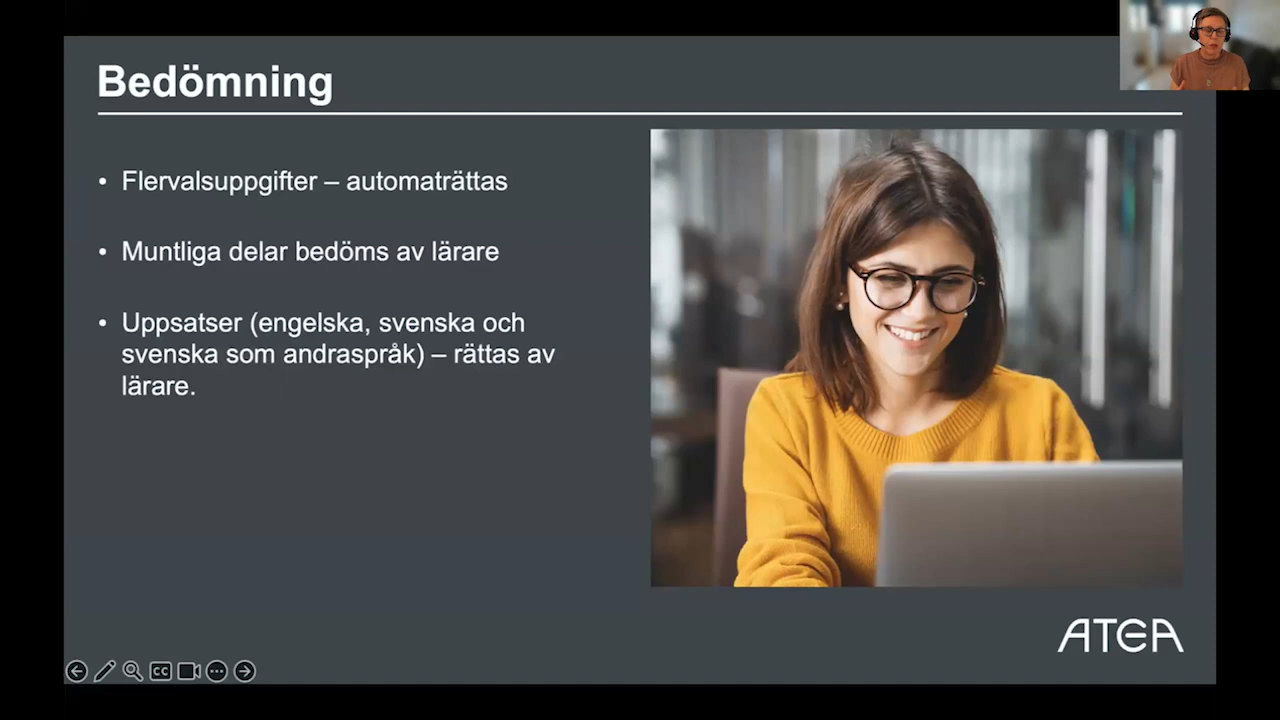 Bedömning
• Flervalsuppgifter – automaträttas
• Muntliga delar bedöms av lärare
• Uppsatser (engelska, svenska och
svenska som andraspråk) – rättas av
lärare.
ATEA
CC